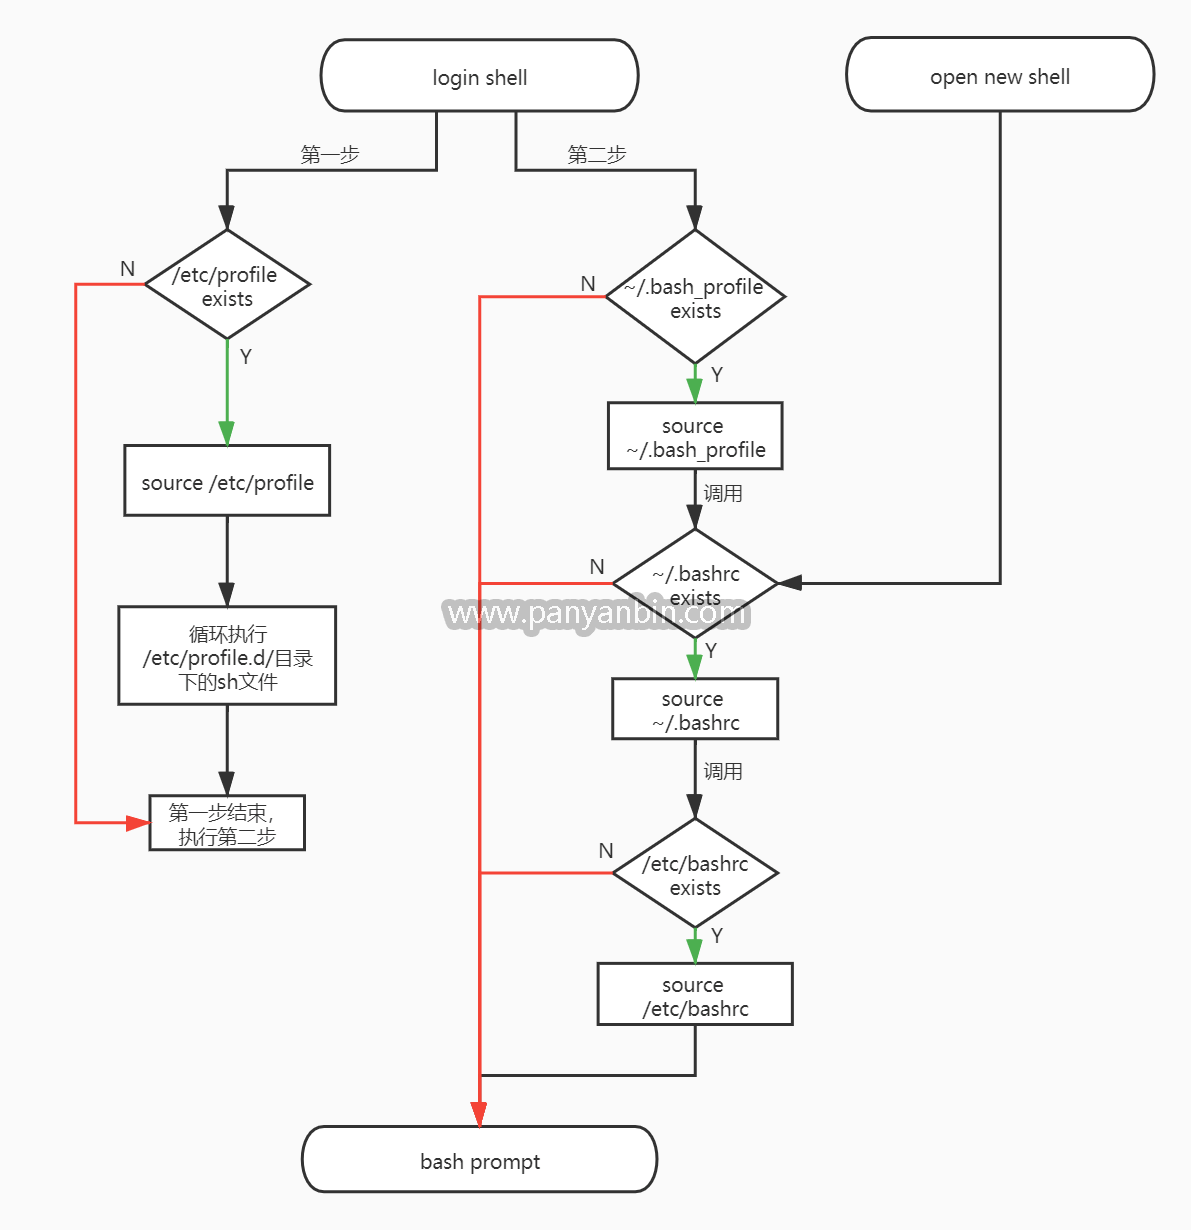 login shell
open new shell
第一步
第二步
N
/etc/profile
exists
Y
source /etc/profile
循环执行
/etc/profile.d/目录
下的sh文件
第一步结束，
执行第二步
N
~/.bash_profile
exists
Y
source
~/.bash_profile
调用
N
~/.bashrc
exists
www.panyanbin.com
Y
source
~/.bashrc
调用
N
/etc/bashrc
exists
Y
source
/etc/bashrc
bash prompt